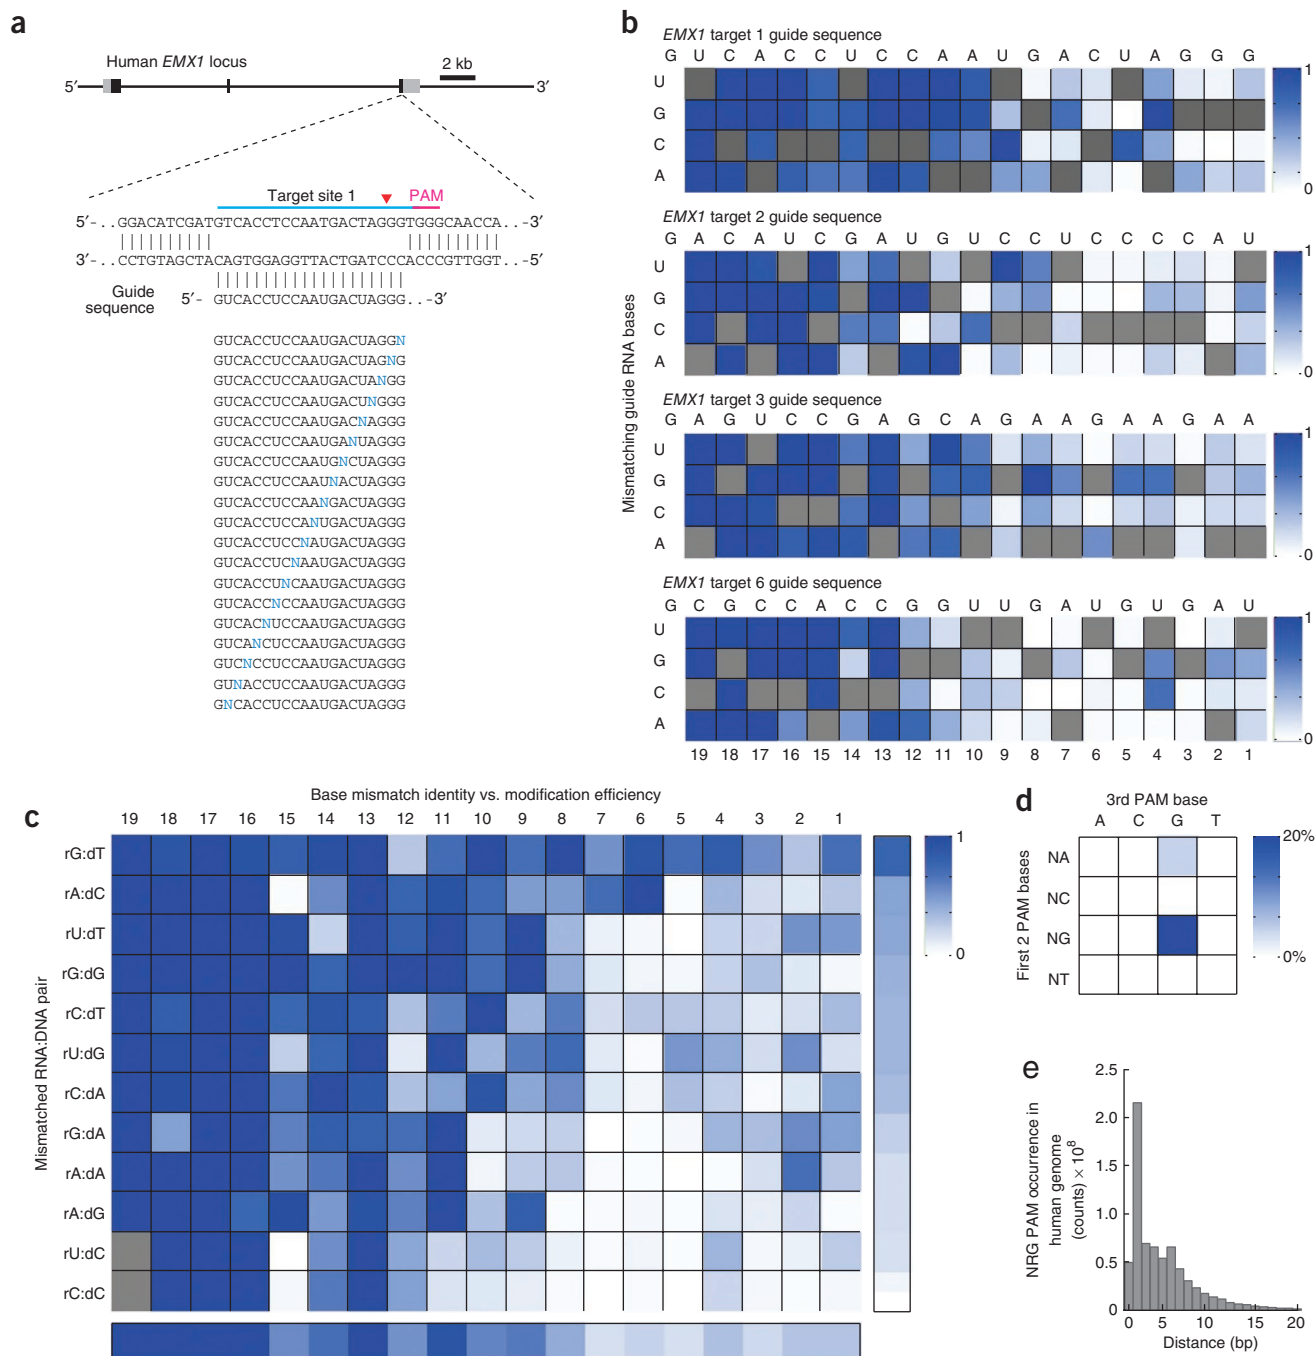 a
Human EMX1 locus
2 kb
5′
3′
Target site 1
PAM
5′-..GGACATCGATGTCACCTCCAATGACTAGGGTGGGCAACCA..-3′
3′-..CCTGTAGCTACAGTGGAGGTTACTGATCCCACCCGTTGGT..-5′
Guide sequence
5′- GUCACCUCCAAUGACUAGGG..-3′
GUCACCUCCAAUGACUAGGN
GUCACCUCCAAUGACUAGNG
GUCACCUCCAAUGACUANGG
GUCACCUCCAAUGACUNGGG
GUCACCUCCAAUGACNAGGG
GUCACCUCCAAUGANUAGGG
GUCACCUCCAAUGNCUAGGG
GUCACCUCCAAUNACUAGGG
GUCACCUCCAANGACUAGGG
GUCACCUCCANUGACUAGGG
GUCACCUCCNAUGACUAGGG
GUCACCUCNAAUGACUAGGG
GUCACCUNCAAUGACUAGGG
GUCACCNCCAAUGACUAGGG
GUCACNUCCAAUGACUAGGG
GUCANCUCCAAUGACUAGGG
GUCNCCUCCAAUGACUAGGG
GUNACCUCCAAUGACUAGGG
GNCACCUCCAAUGACUAGGG
b
Mismatching guide RNA bases
EMX1 target 1 guide sequence
G U C A C C U C C A A U G A C U A G G G
U
G
C
A
1
0
EMX1 target 2 guide sequence
G A C A U C G A U G U C C U C C C C A U
U
G
C
A
1
0
EMX1 target 3 guide sequence
G A G U C C G A G C A G A A G A A G A A
U
G
C
A
1
0
EMX1 target 6 guide sequence
G C G C C A C C G G U U G A U G U G A U
U
G
C
A
1
0
19 18 17 16 15 14 13 12 11 10 9 8 7 6 5 4 3 2 1
c
Base mismatch identity vs. modification efficiency
19 18 17 16 15 14 13 12 11 10 9 8 7 6 5 4 3 2 1
Mismatched RNA:DNA pair
rG:dT
rA:dC
rU:dT
rG:dG
rC:dT
rU:dG
rC:dA
rG:dA
rA:dA
rA:dG
rU:dC
rC:dC
1
0
d
3rd PAM base
A C G T
First 2 PAM bases
NA
NC
NG
NT
20%
0%
e
NRG PAM occurrence in human genome (counts) × 10⁸
2.5
2.0
1.5
1.0
0.5
0
0 5 10 15 20
Distance (bp)